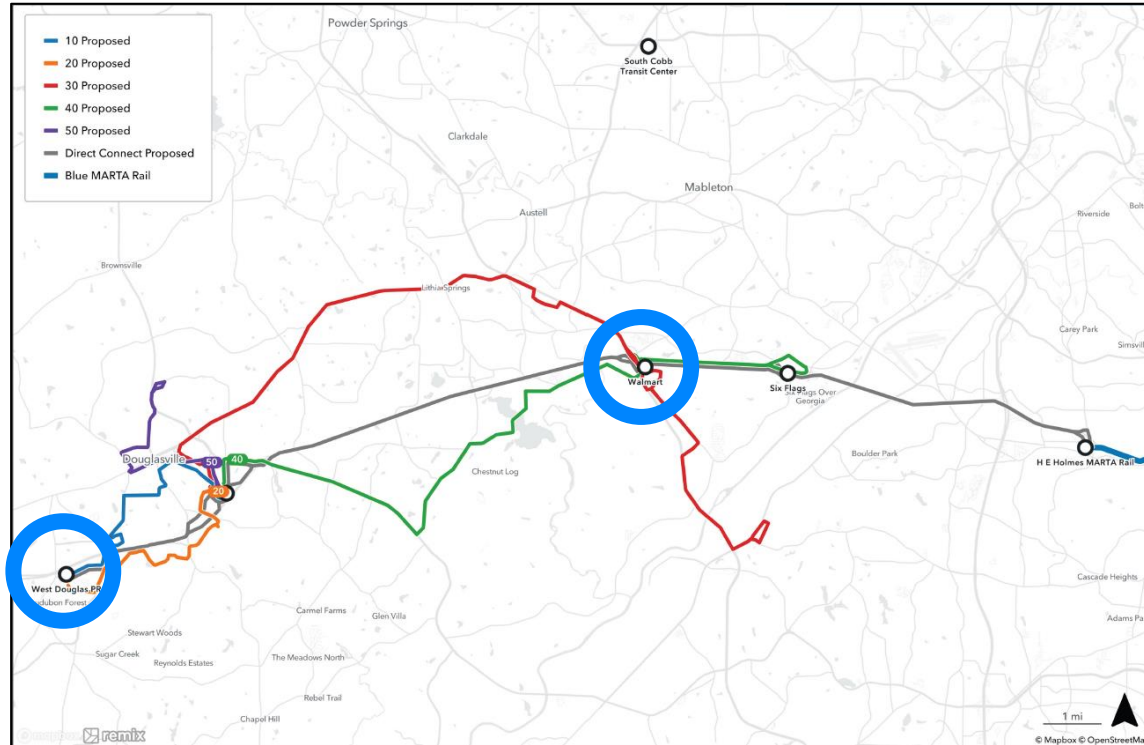 Powder Springs
10 Proposed
20 Proposed
30 Proposed
40 Proposed
50 Proposed
Direct Connect Proposed
Blue MARTA Rail
South Cobb
Transit Center
Clarkdale
Mableton
Austell
Riverside
Brownsville
Lithia Springs
Carey Park
Walmart
Six Flags
Six Flags Over
Georgia
Douglasville
50
40
20
Chestnut Log
Boulder Park
H E Holmes MARTA Rail
West Douglas PR
Cascade Heights
Carmel Farms
Glen Villa
Stewart Woods
Sugar Creek
Reynolds Estates
The Meadows North
Rebel Trail
Chapel Hill
1 mi
mapbox remix
© Mapbox © OpenStreetMa